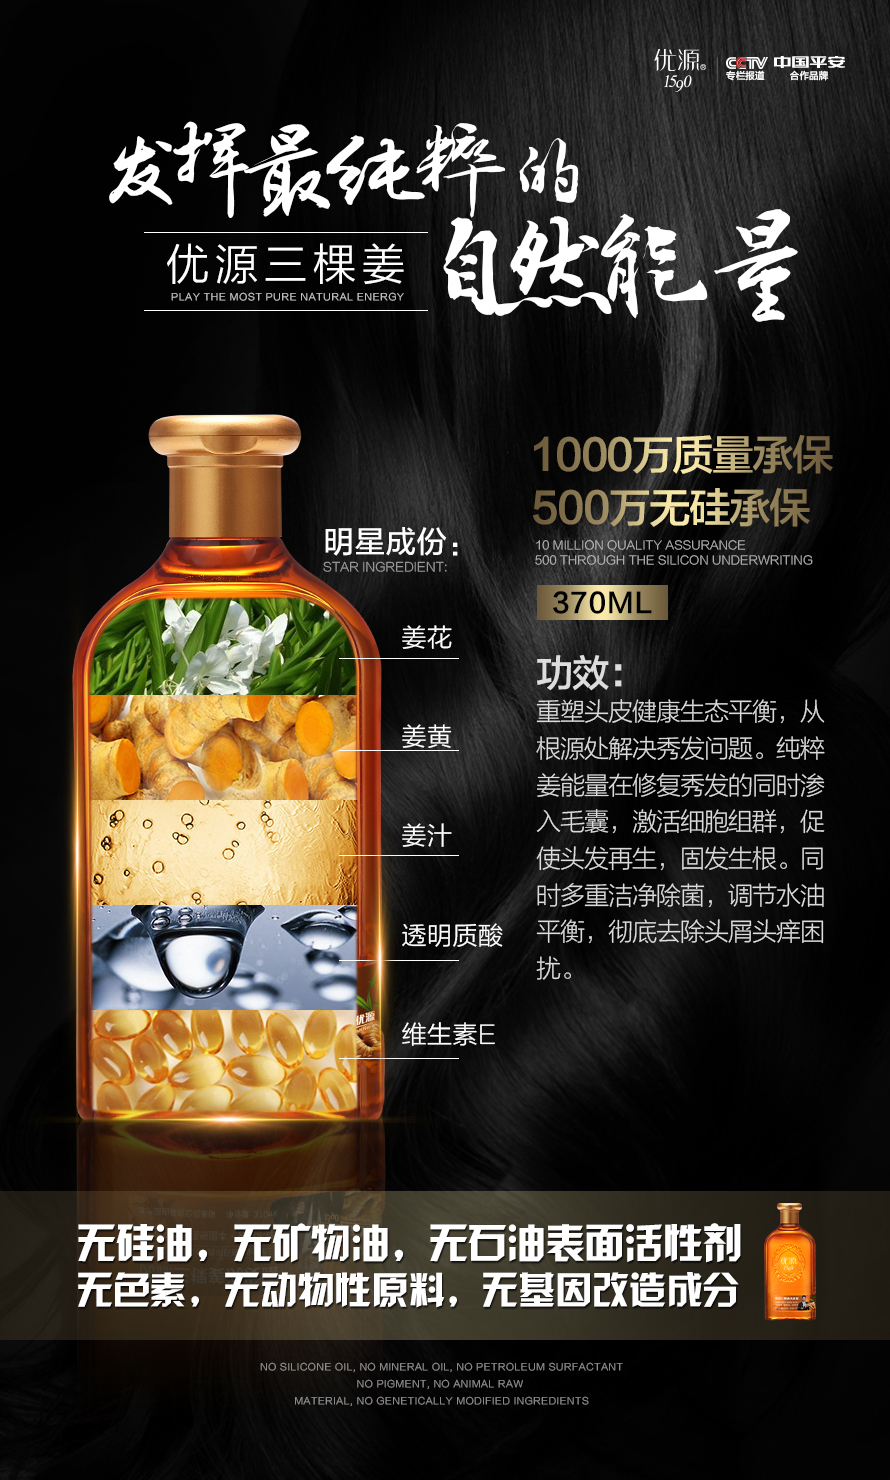 优源®
1590
CCTV 中国平安
专栏报道 合作品牌
发挥最纯粹的
自然能量
优源三棵姜
PLAY THE MOST PURE NATURAL ENERGY
1000万质量承保
500万无硅承保
10 MILLION QUALITY ASSURANCE
500 THROUGH THE SILICON UNDERWRITING
370ML
明星成份：
STAR INGREDIENT:
姜花
姜黄
姜汁
透明质酸
维生素E
优源
功效：
重塑头皮健康生态平衡，从
根源处解决秀发问题。纯粹
姜能量在修复秀发的同时渗
入毛囊，激活细胞组群，促
使头发再生，固发生根。同
时多重洁净除菌，调节水油
平衡，彻底去除头屑头痒困
扰。
无硅油，无矿物油，无石油表面活性剂
无色素，无动物性原料，无基因改造成分
优源
NO SILICONE OIL, NO MINERAL OIL, NO PETROLEUM SURFACTANT
NO PIGMENT, NO ANIMAL RAW
MATERIAL, NO GENETICALLY MODIFIED INGREDIENTS